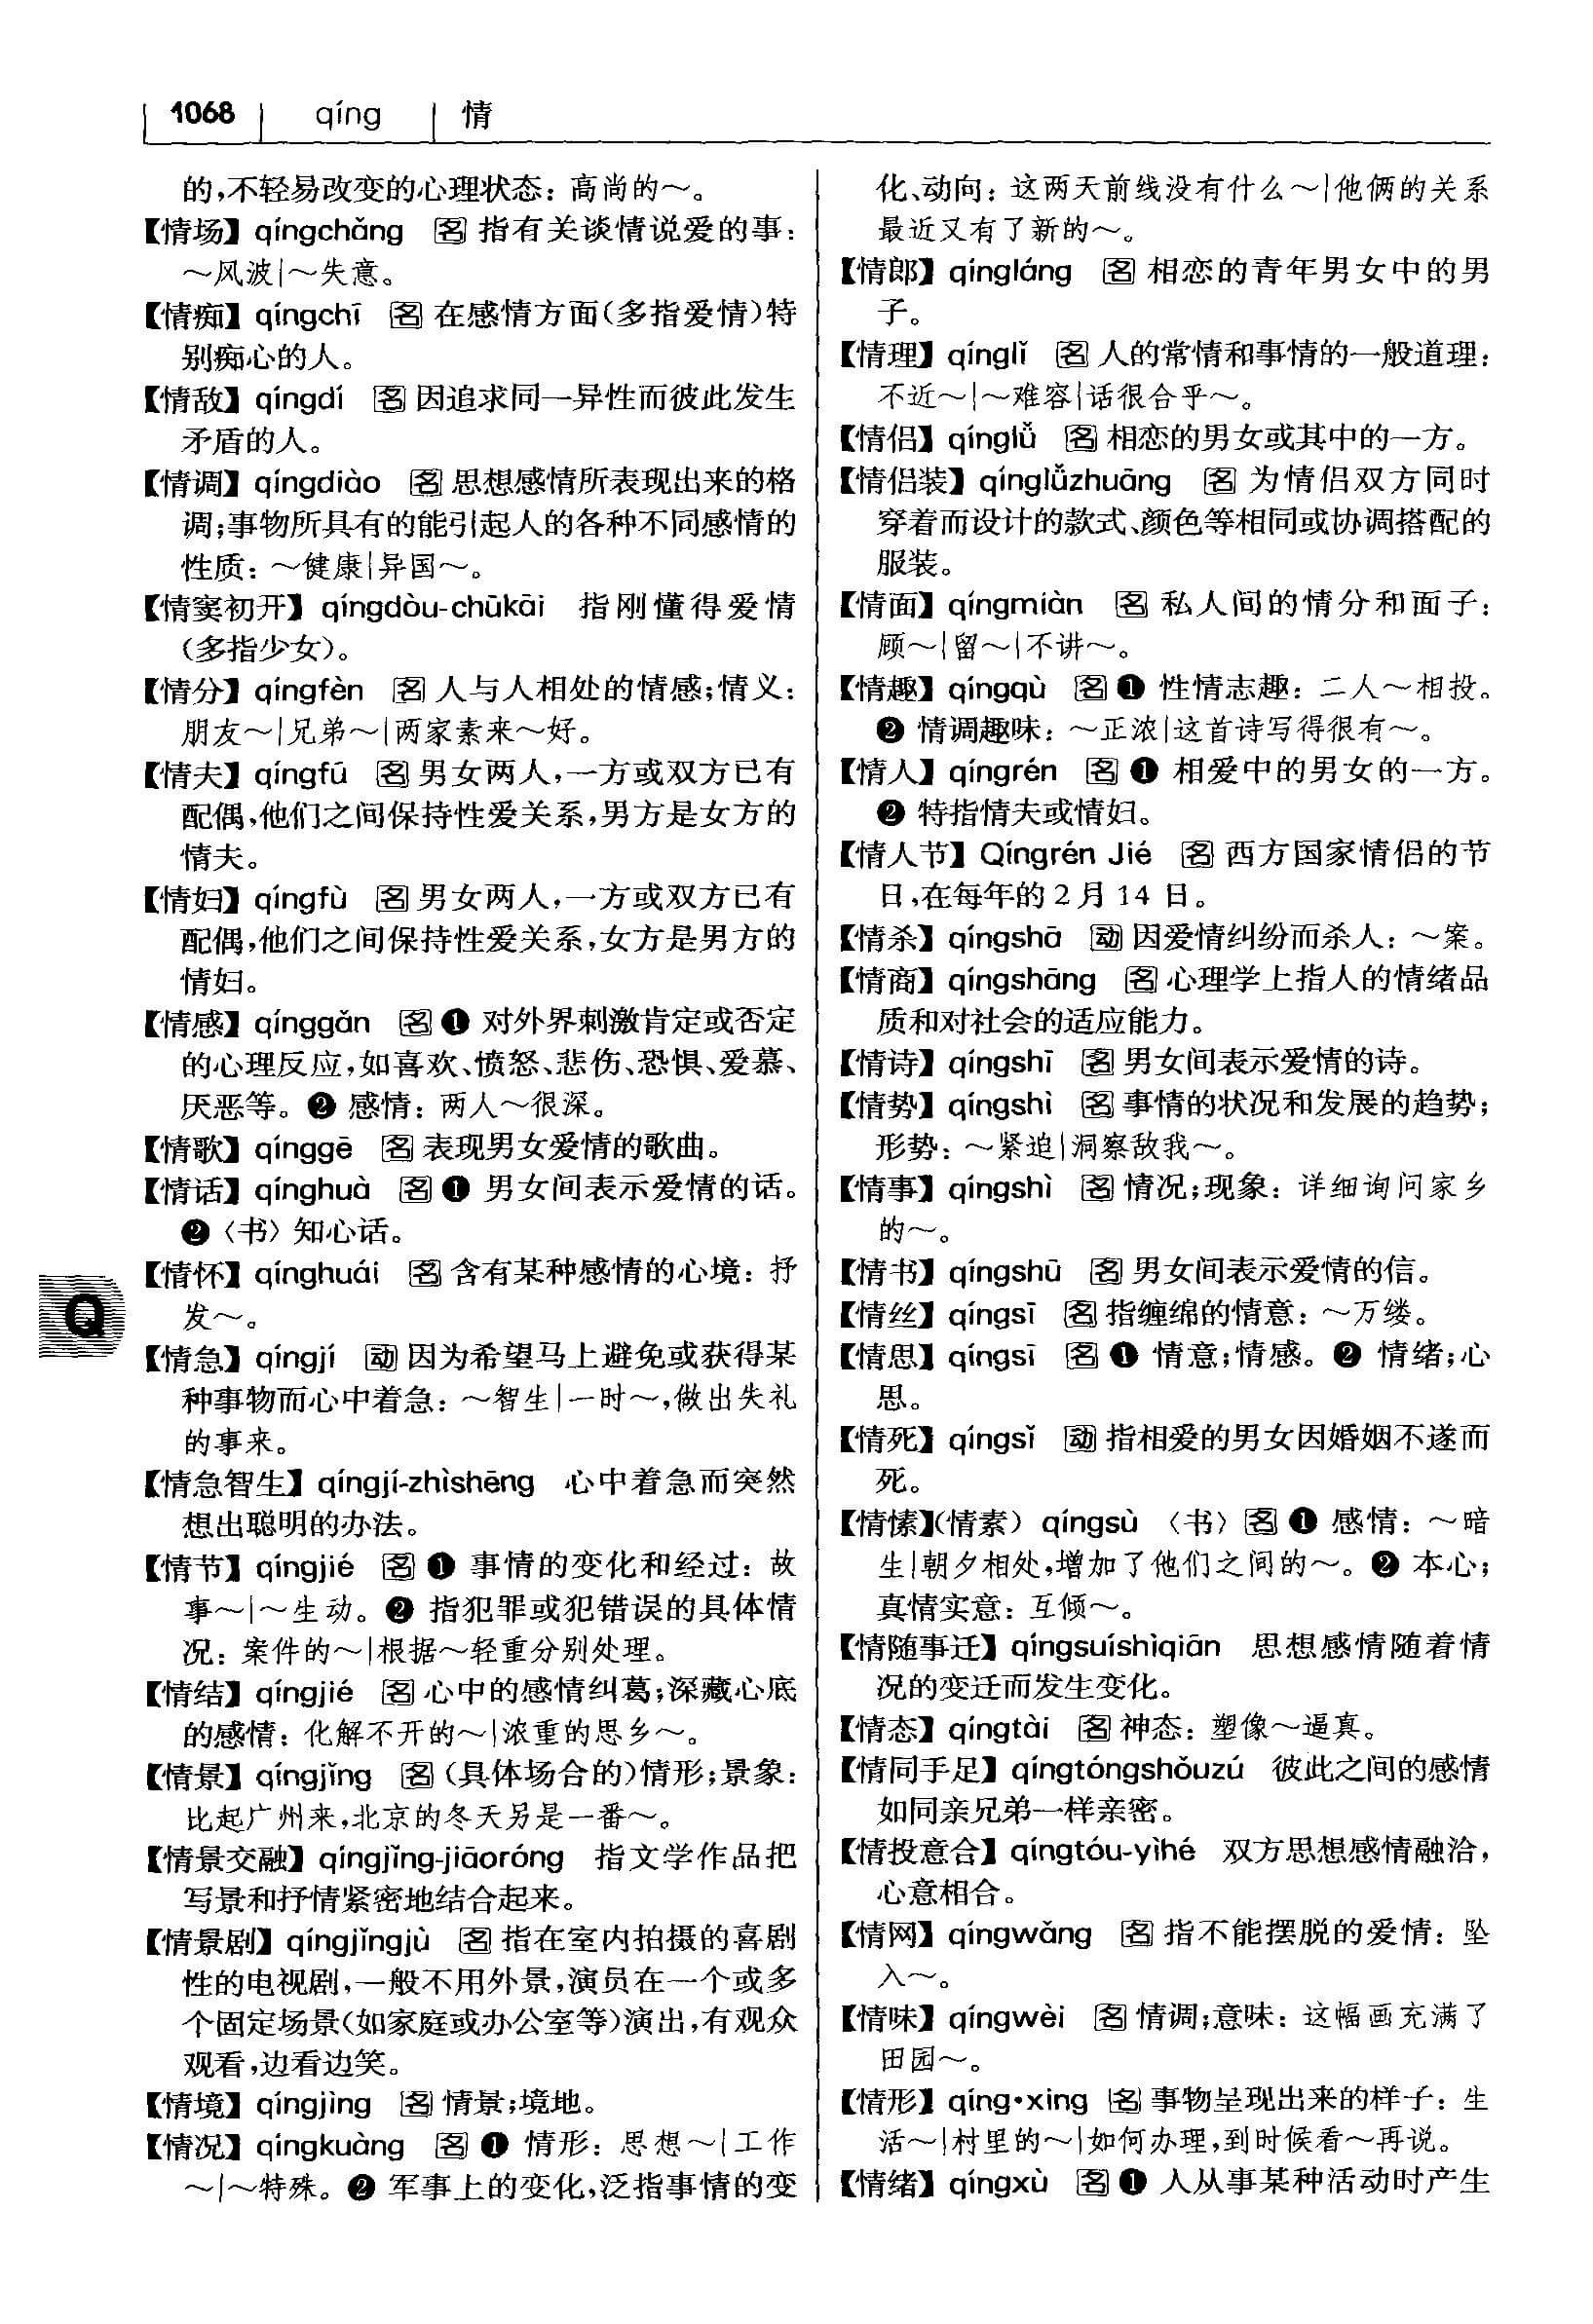 1068 qíng 情
的,不轻易改变的心理状态：高尚的～。
【情场】qíngchǎng 名 指有关谈情说爱的事：
～风波|～失意。
【情痴】qíngchī 名 在感情方面(多指爱情)特
别痴心的人。
【情敌】qíngdí 名 因追求同一异性而彼此发生
矛盾的人。
【情调】qíngdiào 名 思想感情所表现出来的格
调;事物所具有的能引起人的各种不同感情的
性质：～健康|异国～。
【情窦初开】qíngdòu-chūkāi 指刚懂得爱情
(多指少女)。
【情分】qíngfèn 名 人与人相处的情感;情义：
朋友～|兄弟～|两家素来～好。
【情夫】qíngfū 名 男女两人,一方或双方已有
配偶,他们之间保持性爱关系,男方是女方的
情夫。
【情妇】qíngfù 名 男女两人,一方或双方已有
配偶,他们之间保持性爱关系,女方是男方的
情妇。
【情感】qínggǎn 名 ❶ 对外界刺激肯定或否定
的心理反应,如喜欢、愤怒、悲伤、恐惧、爱慕、
厌恶等。❷ 感情：两人～很深。
【情歌】qínggē 名 表现男女爱情的歌曲。
【情话】qínghuà 名 ❶ 男女间表示爱情的话。
❷〈书〉知心话。
【情怀】qínghuái 名 含有某种感情的心境：抒
发～。
【情急】qíngjí 动 因为希望马上避免或获得某
种事物而心中着急：～智生|一时～,做出失礼
的事来。
【情急智生】qíngjí-zhìshēng 心中着急而突然
想出聪明的办法。
【情节】qíngjié 名 ❶ 事情的变化和经过：故
事～|～生动。❷ 指犯罪或犯错误的具体情
况：案件的～|根据～轻重分别处理。
【情结】qíngjié 名 心中的感情纠葛;深藏心底
的感情：化解不开的～|浓重的思乡～。
【情景】qíngjǐng 名 (具体场合的)情形;景象：
比起广州来,北京的冬天另是一番～。
【情景交融】qíngjǐng-jiāoróng 指文学作品把
写景和抒情紧密地结合起来。
【情景剧】qíngjǐngjù 名 指在室内拍摄的喜剧
性的电视剧,一般不用外景,演员在一个或多
个固定场景(如家庭或办公室等)演出,有观众
观看,边看边笑。
【情境】qíngjìng 名 情景;境地。
【情况】qíngkuàng 名 ❶ 情形：思想～|工作
～|～特殊。❷ 军事上的变化,泛指事情的变
化、动向：这两天前线没有什么～|他俩的关系
最近又有了新的～。
【情郎】qíngláng 名 相恋的青年男女中的男
子。
【情理】qínglǐ 名 人的常情和事情的一般道理：
不近～|～难容|话很合乎～。
【情侣】qínglǚ 名 相恋的男女或其中的一方。
【情侣装】qínglǚzhuāng 名 为情侣双方同时
穿着而设计的款式、颜色等相同或协调搭配的
服装。
【情面】qíngmiàn 名 私人间的情分和面子：
顾～|留～|不讲～。
【情趣】qíngqù 名 ❶ 性情志趣：二人～相投。
❷ 情调趣味：～正浓|这首诗写得很有～。
【情人】qíngrén 名 ❶ 相爱中的男女的一方。
❷ 特指情夫或情妇。
【情人节】Qíngrén Jié 名 西方国家情侣的节
日,在每年的2月14日。
【情杀】qíngshā 动 因爱情纠纷而杀人：～案。
【情商】qíngshāng 名 心理学上指人的情绪品
质和对社会的适应能力。
【情诗】qíngshī 名 男女间表示爱情的诗。
【情势】qíngshì 名 事情的状况和发展的趋势;
形势：～紧迫|洞察敌我～。
【情事】qíngshì 名 情况;现象：详细询问家乡
的～。
【情书】qíngshū 名 男女间表示爱情的信。
【情丝】qíngsī 名 指缠绵的情意：～万缕。
【情思】qíngsī 名 ❶ 情意;情感。❷ 情绪;心
思。
【情死】qíngsǐ 动 指相爱的男女因婚姻不遂而
死。
【情愫】(情素) qíngsù 〈书〉名 ❶ 感情：～暗
生|朝夕相处,增加了他们之间的～。❷ 本心;
真情实意：互倾～。
【情随事迁】qíngsuíshìqiān 思想感情随着情
况的变迁而发生变化。
【情态】qíngtài 名 神态：塑像～逼真。
【情同手足】qíngtóngshǒuzú 彼此之间的感情
如同亲兄弟一样亲密。
【情投意合】qíngtóu-yìhé 双方思想感情融洽,
心意相合。
【情网】qíngwǎng 名 指不能摆脱的爱情：坠
入～。
【情味】qíngwèi 名 情调;意味：这幅画充满了
田园～。
【情形】qíng·xing 名 事物呈现出来的样子：生
活～|村里的～|如何办理,到时候看～再说。
【情绪】qíngxù 名 ❶ 人从事某种活动时产生
Q